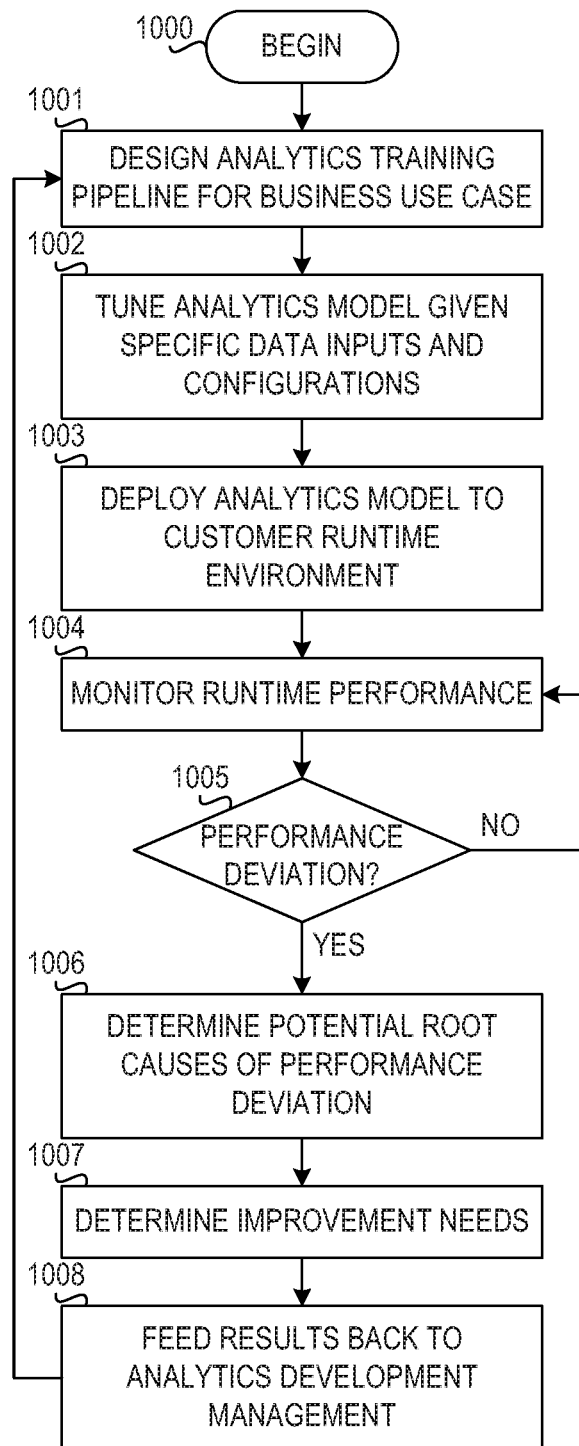 1000
BEGIN
1001
DESIGN ANALYTICS TRAINING
PIPELINE FOR BUSINESS USE CASE
1002
TUNE ANALYTICS MODEL GIVEN
SPECIFIC DATA INPUTS AND
CONFIGURATIONS
1003
DEPLOY ANALYTICS MODEL TO
CUSTOMER RUNTIME
ENVIRONMENT
1004
MONITOR RUNTIME PERFORMANCE
1005
PERFORMANCE
DEVIATION?
NO
YES
1006
DETERMINE POTENTIAL ROOT
CAUSES OF PERFORMANCE
DEVIATION
1007
DETERMINE IMPROVEMENT NEEDS
1008
FEED RESULTS BACK TO
ANALYTICS DEVELOPMENT
MANAGEMENT